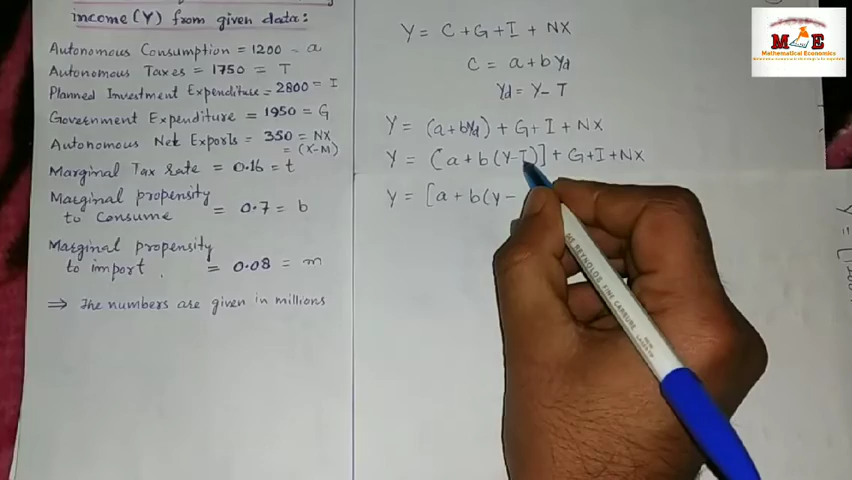 income (Y) from given data:
Autonomous Consumption = 1200 = a
Autonomous Taxes = 1750 = T
Planned Investment Expenditure = 2800 = I
Government Expenditure = 1950 = G
Autonomous Net Exports = 350 = NX
= (X-M)
Marginal Tax rate = 0.16 = t
Marginal propensity
to Consume = 0.7 = b
Marginal propensity
to import . = 0.08 = m
⇒ The numbers are given in millions
Y = C + G + I + NX
C = a + b Yd
Yd = Y - T
Y = (a + bYd) + G + I + NX
Y = [a + b (Y-T)] + G + I + NX
Y = [a + b(Y -
M E
Mathematical Economics